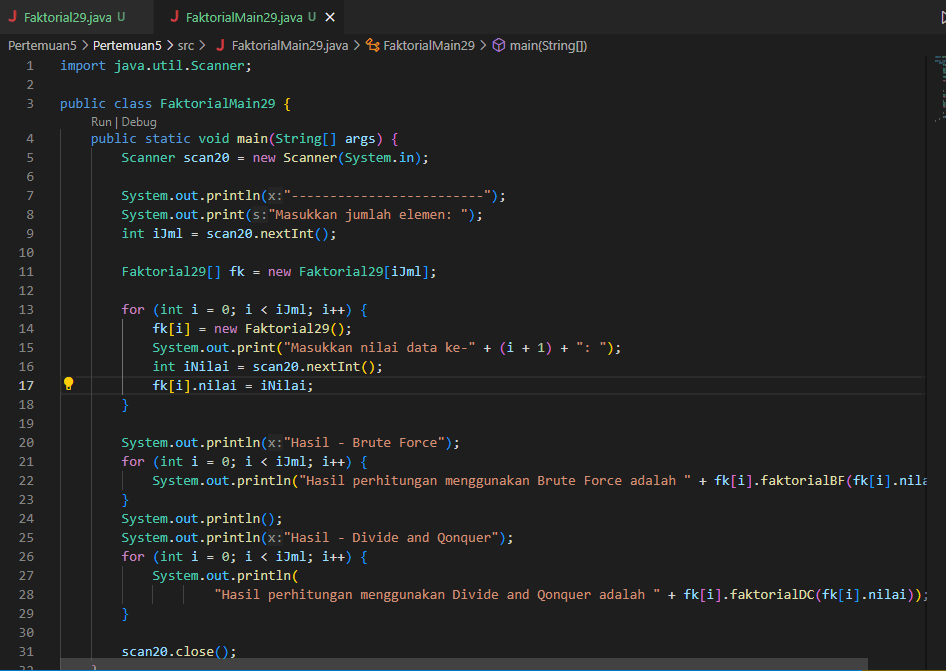 J Faktorial29.java U J FaktorialMain29.java U ×
Pertemuan5 > Pertemuan5 > src > J FaktorialMain29.java > FaktorialMain29 > main(String[])
1 import java.util.Scanner;
2
3 public class FaktorialMain29 {
Run | Debug
4 public static void main(String[] args) {
5 Scanner scan20 = new Scanner(System.in);
6
7 System.out.println(x:"-------------------------");
8 System.out.print(s:"Masukkan jumlah elemen: ");
9 int iJml = scan20.nextInt();
10
11 Faktorial29[] fk = new Faktorial29[iJml];
12
13 for (int i = 0; i < iJml; i++) {
14 fk[i] = new Faktorial29();
15 System.out.print("Masukkan nilai data ke-" + (i + 1) + ": ");
16 int iNilai = scan20.nextInt();
17 fk[i].nilai = iNilai;
18 }
19
20 System.out.println(x:"Hasil - Brute Force");
21 for (int i = 0; i < iJml; i++) {
22 System.out.println("Hasil perhitungan menggunakan Brute Force adalah " + fk[i].faktorialBF(fk[i].nila
23 }
24 System.out.println();
25 System.out.println(x:"Hasil - Divide and Qonquer");
26 for (int i = 0; i < iJml; i++) {
27 System.out.println(
28 "Hasil perhitungan menggunakan Divide and Qonquer adalah " + fk[i].faktorialDC(fk[i].nilai));
29 }
30
31 scan20.close();
32 }